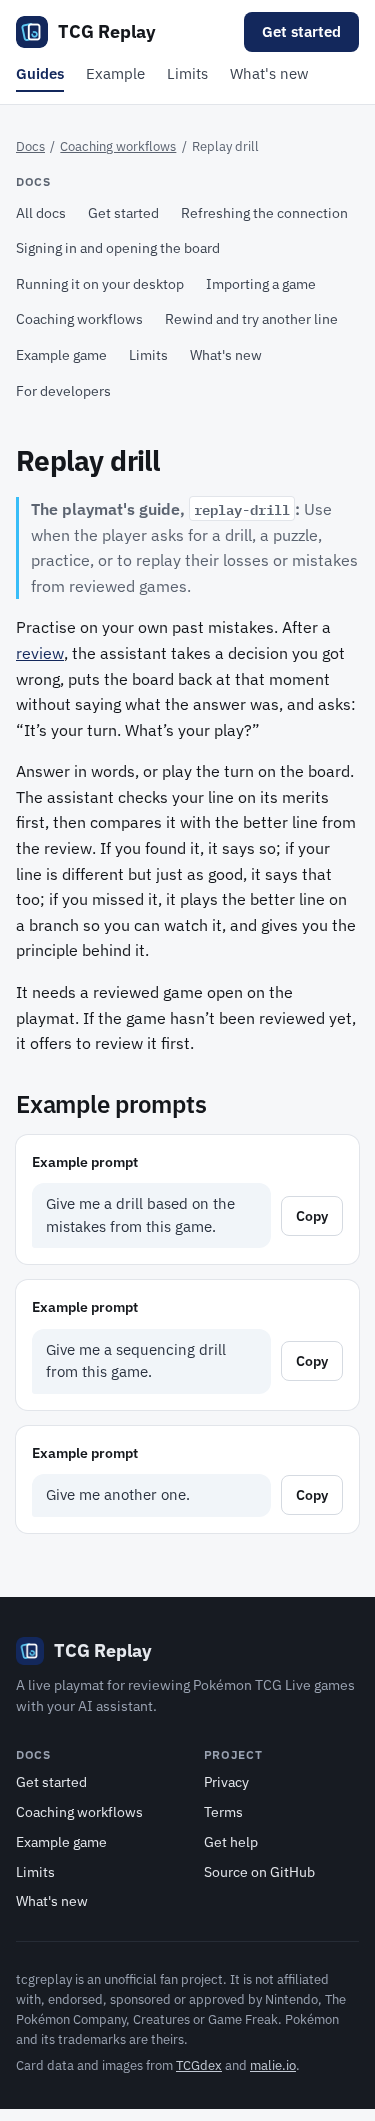 TCG Replay
Get started
Guides Example Limits What's new
Docs / Coaching workflows / Replay drill
DOCS
All docs Get started Refreshing the connection
Signing in and opening the board
Running it on your desktop Importing a game
Coaching workflows Rewind and try another line
Example game Limits What's new
For developers
Replay drill
The playmat's guide, replay-drill: Use
when the player asks for a drill, a puzzle,
practice, or to replay their losses or mistakes
from reviewed games.
Practise on your own past mistakes. After a
review, the assistant takes a decision you got
wrong, puts the board back at that moment
without saying what the answer was, and asks:
“It’s your turn. What’s your play?”
Answer in words, or play the turn on the board.
The assistant checks your line on its merits
first, then compares it with the better line from
the review. If you found it, it says so; if your
line is different but just as good, it says that
too; if you missed it, it plays the better line on
a branch so you can watch it, and gives you the
principle behind it.
It needs a reviewed game open on the
playmat. If the game hasn’t been reviewed yet,
it offers to review it first.
Example prompts
Example prompt
Give me a drill based on the
mistakes from this game.
Copy
Example prompt
Give me a sequencing drill
from this game.
Copy
Example prompt
Give me another one.
Copy
TCG Replay
A live playmat for reviewing Pokémon TCG Live games
with your AI assistant.
DOCS
Get started
Coaching workflows
Example game
Limits
What's new
PROJECT
Privacy
Terms
Get help
Source on GitHub
tcgreplay is an unofficial fan project. It is not affiliated
with, endorsed, sponsored or approved by Nintendo, The
Pokémon Company, Creatures or Game Freak. Pokémon
and its trademarks are theirs.
Card data and images from TCGdex and malie.io.